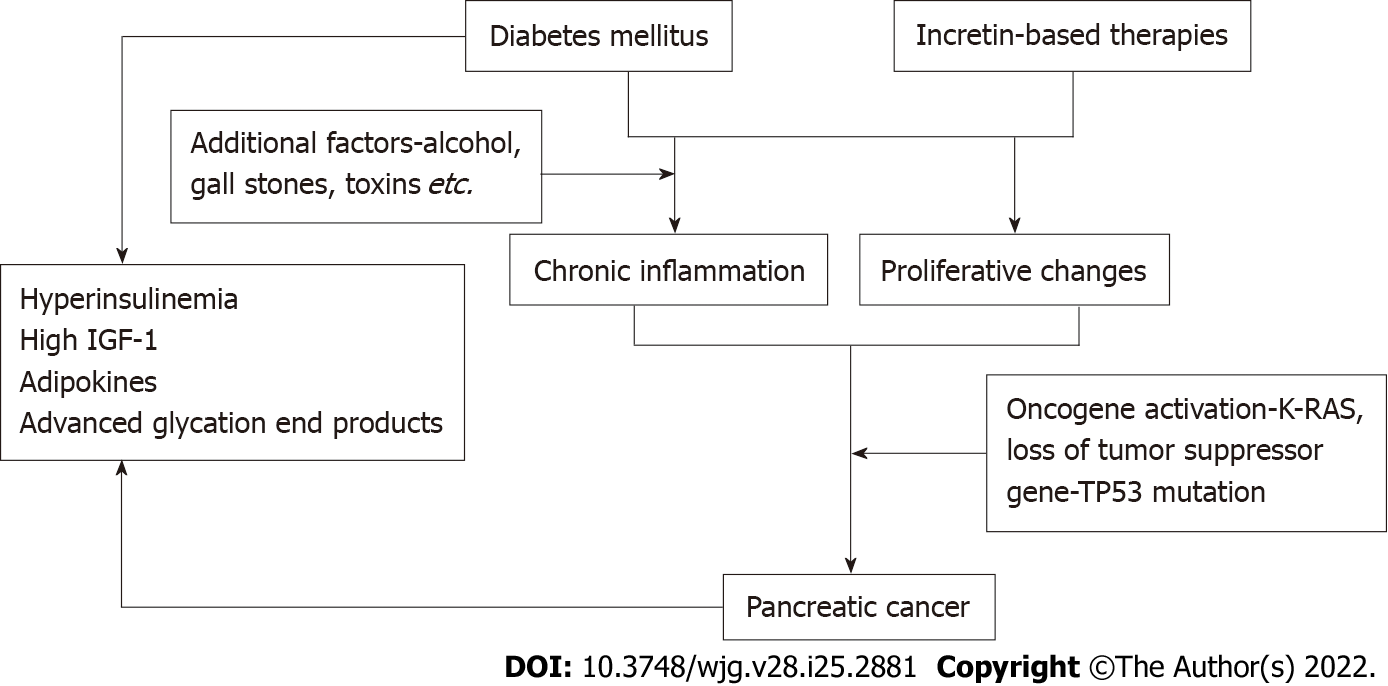 Diabetes mellitus
Incretin-based therapies
Additional factors-alcohol,
gall stones, toxins etc.
Chronic inflammation
Proliferative changes
Hyperinsulinemia
High IGF-1
Adipokines
Advanced glycation end products
Oncogene activation-K-RAS,
loss of tumor suppressor
gene-TP53 mutation
Pancreatic cancer
DOI: 10.3748/wjg.v28.i25.2881 Copyright ©The Author(s) 2022.